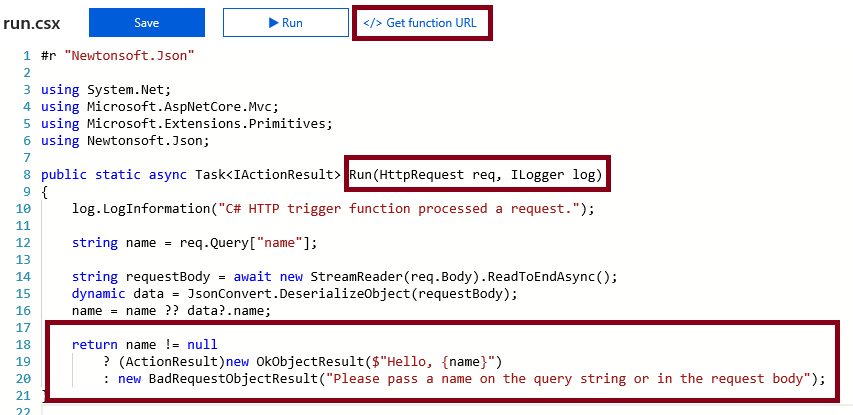 run.csx Save Run </> Get function URL
1 #r "Newtonsoft.Json"
2
3 using System.Net;
4 using Microsoft.AspNetCore.Mvc;
5 using Microsoft.Extensions.Primitives;
6 using Newtonsoft.Json;
7
8 public static async Task<IActionResult> Run(HttpRequest req, ILogger log)
9 {
10     log.LogInformation("C# HTTP trigger function processed a request.");
11
12     string name = req.Query["name"];
13
14     string requestBody = await new StreamReader(req.Body).ReadToEndAsync();
15     dynamic data = JsonConvert.DeserializeObject(requestBody);
16     name = name ?? data?.name;
17
18     return name != null
19         ? (ActionResult)new OkObjectResult($"Hello, {name}")
20         : new BadRequestObjectResult("Please pass a name on the query string or in the request body");
21 }
22